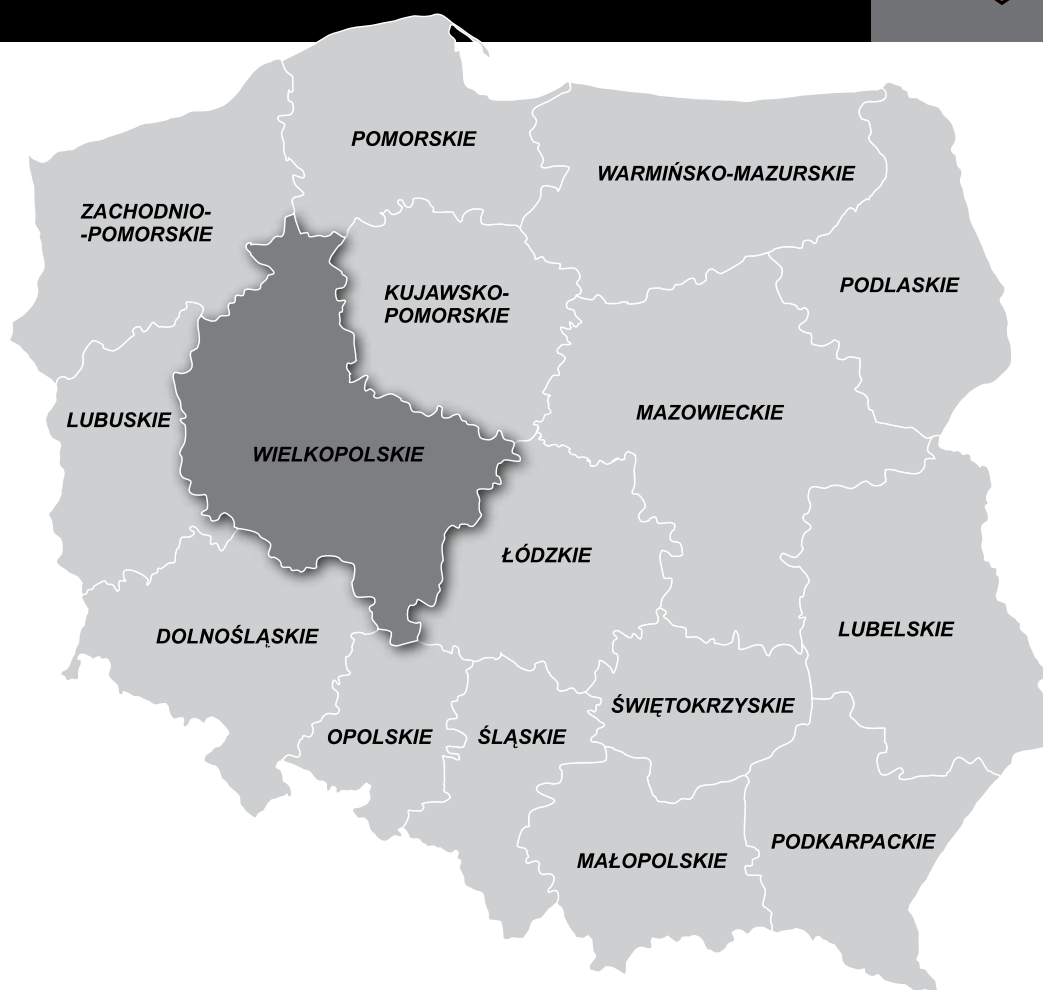 POMORSKIE
WARMIŃSKO-MAZURSKIE
ZACHODNIO-
-POMORSKIE
KUJAWSKO-
POMORSKIE
PODLASKIE
LUBUSKIE
MAZOWIECKIE
WIELKOPOLSKIE
ŁÓDZKIE
DOLNOŚLĄSKIE
LUBELSKIE
ŚWIĘTOKRZYSKIE
OPOLSKIE
ŚLĄSKIE
PODKARPACKIE
MAŁOPOLSKIE